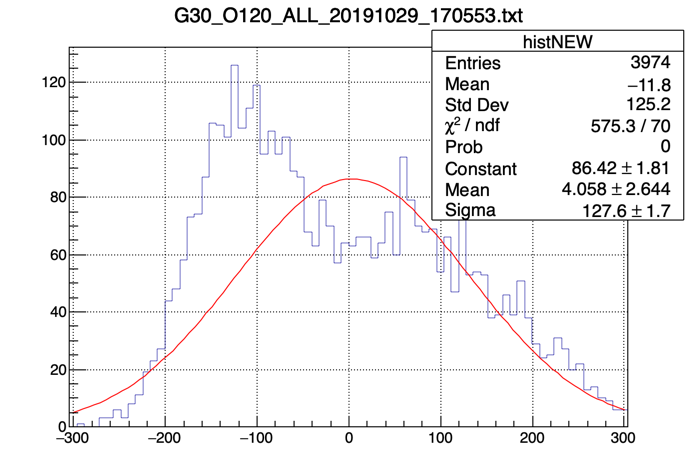 G30_O120_ALL_20191029_170553.txt
histNEW
Entries 3974
Mean −11.8
Std Dev 125.2
χ² / ndf 575.3 / 70
Prob 0
Constant 86.42 ± 1.81
Mean 4.058 ± 2.644
Sigma 127.6 ± 1.7
120
100
80
60
40
20
0
−300 −200 −100 0 100 200 300